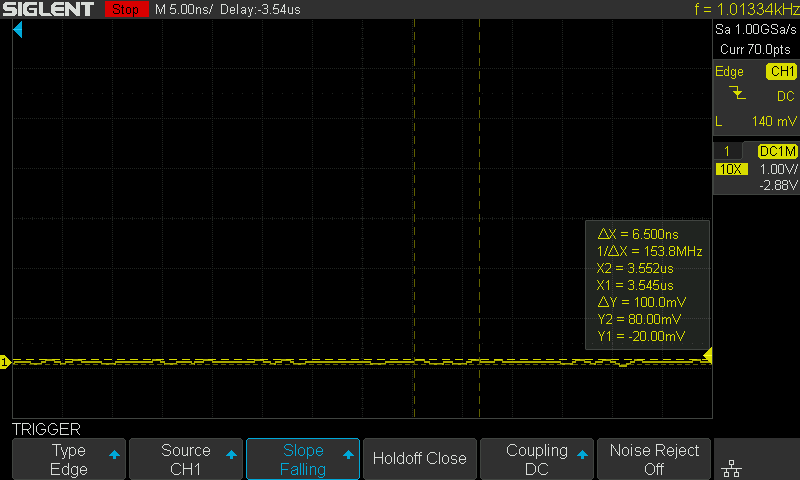 SIGLENT Stop M 5.00ns/ Delay:-3.54us f = 1.01334kHz
Sa 1.00GSa/s
Curr 70.0pts
Edge CH1
DC
L 140 mV
1 DC1M
10X 1.00V/
-2.88V
ΔX = 6.500ns
1/ΔX = 153.8MHz
X2 = 3.552us
X1 = 3.545us
ΔY = 100.0mV
Y2 = 80.00mV
Y1 = -20.00mV
1
TRIGGER
Type
Edge
Source
CH1
Slope
Falling
Holdoff Close
Coupling
DC
Noise Reject
Off